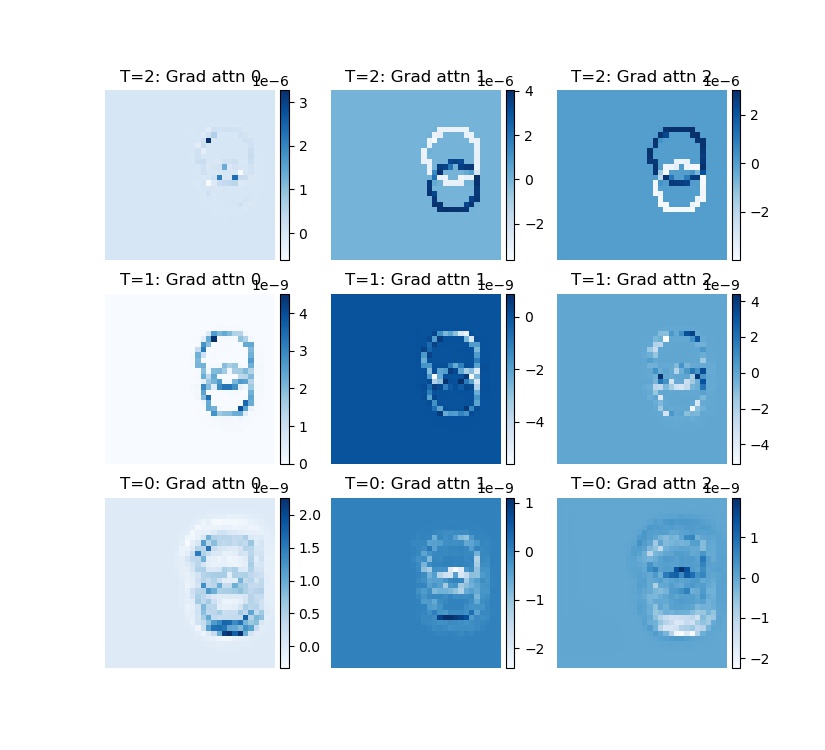 T=2: Grad attn 0
1e−6
T=2: Grad attn 1
1e−6
T=2: Grad attn 2
1e−6
3
2
1
0
4
2
0
−2
2
0
−2
T=1: Grad attn 0
1e−9
T=1: Grad attn 1
1e−9
T=1: Grad attn 2
1e−9
4
3
2
1
0
0
−2
−4
4
2
0
−2
−4
T=0: Grad attn 0
1e−9
T=0: Grad attn 1
1e−9
T=0: Grad attn 2
1e−9
2.0
1.5
1.0
0.5
0.0
1
0
−1
−2
1
0
−1
−2